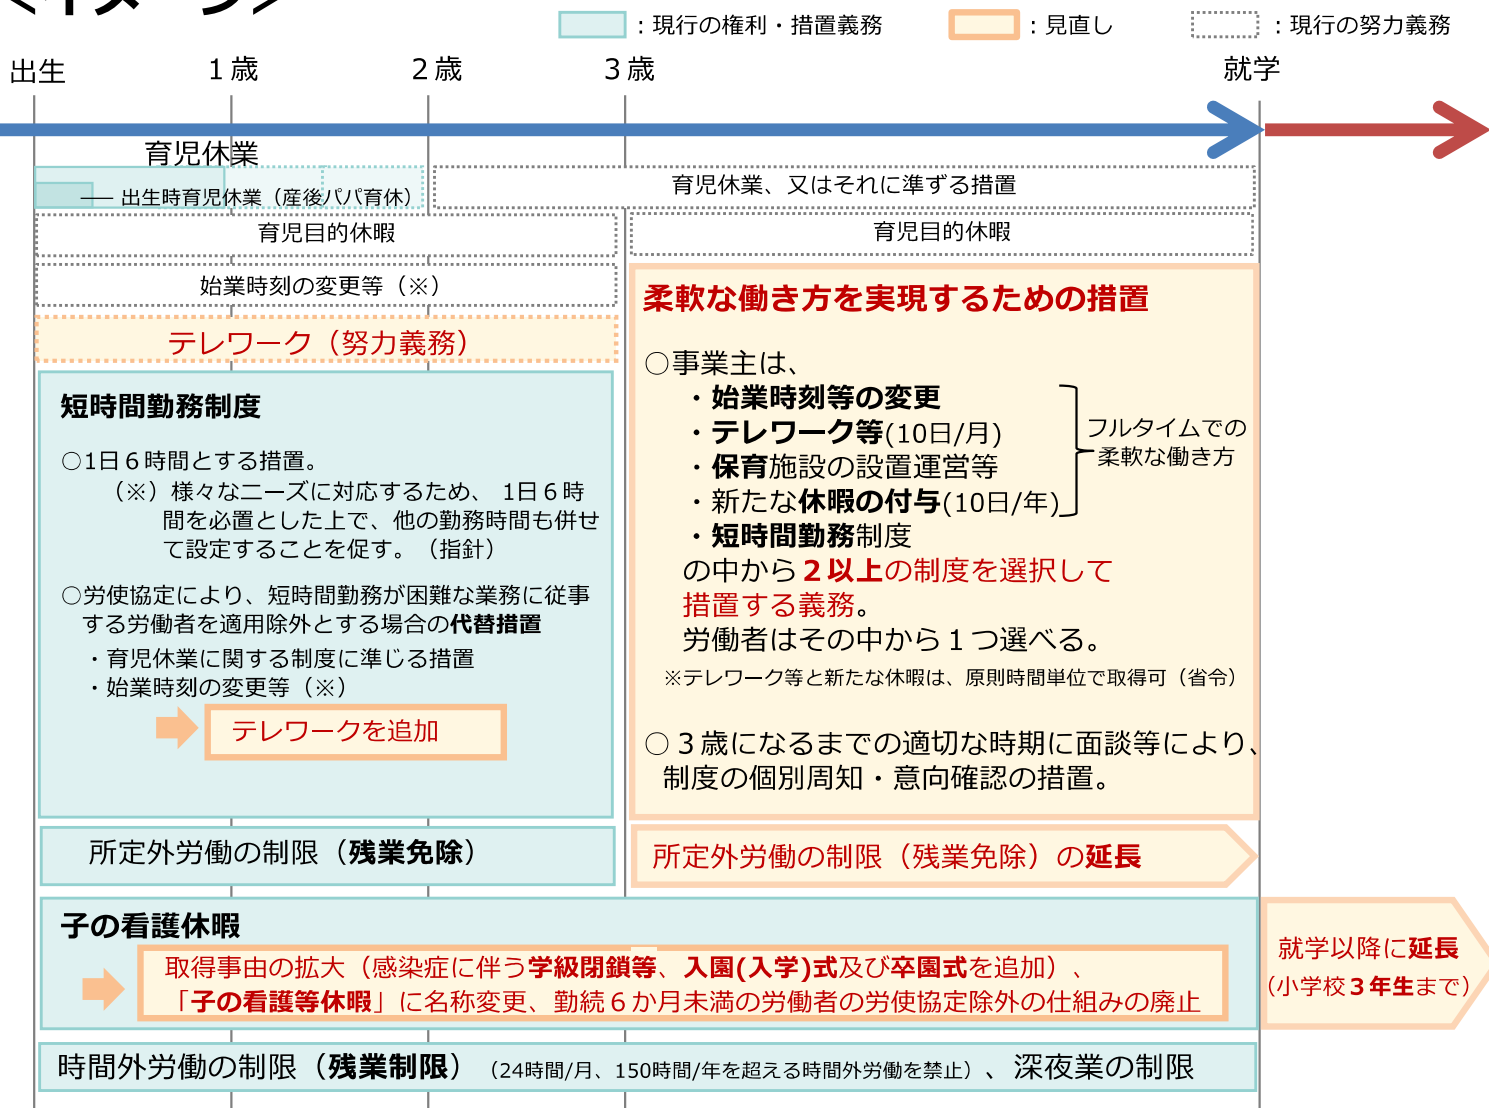 ＜イメージ＞
：現行の権利・措置義務
：見直し
：現行の努力義務
出生
１歳
２歳
３歳
就学
育児休業
出生時育児休業（産後パパ育休）
育児休業、又はそれに準ずる措置
育児目的休暇
育児目的休暇
始業時刻の変更等（※）
テレワーク（努力義務）
短時間勤務制度
○1日６時間とする措置。
（※）様々なニーズに対応するため、 1日６時
間を必置とした上で、他の勤務時間も併せ
て設定することを促す。（指針）
○労使協定により、短時間勤務が困難な業務に従事
する労働者を適用除外とする場合の代替措置
・育児休業に関する制度に準じる措置
・始業時刻の変更等（※）
テレワークを追加
柔軟な働き方を実現するための措置
○事業主は、
・始業時刻等の変更
・テレワーク等(10日/月)
・保育施設の設置運営等
・新たな休暇の付与(10日/年)
・短時間勤務制度
フルタイムでの
柔軟な働き方
の中から２以上の制度を選択して
措置する義務。
労働者はその中から１つ選べる。
※テレワーク等と新たな休暇は、原則時間単位で取得可（省令）
○３歳になるまでの適切な時期に面談等により、
制度の個別周知・意向確認の措置。
所定外労働の制限（残業免除）
所定外労働の制限（残業免除）の延長
子の看護休暇
取得事由の拡大（感染症に伴う学級閉鎖等、入園(入学)式及び卒園式を追加）、
「子の看護等休暇」に名称変更、勤続６か月未満の労働者の労使協定除外の仕組みの廃止
就学以降に延長
（小学校３年生まで）
時間外労働の制限（残業制限）（24時間/月、150時間/年を超える時間外労働を禁止）、深夜業の制限